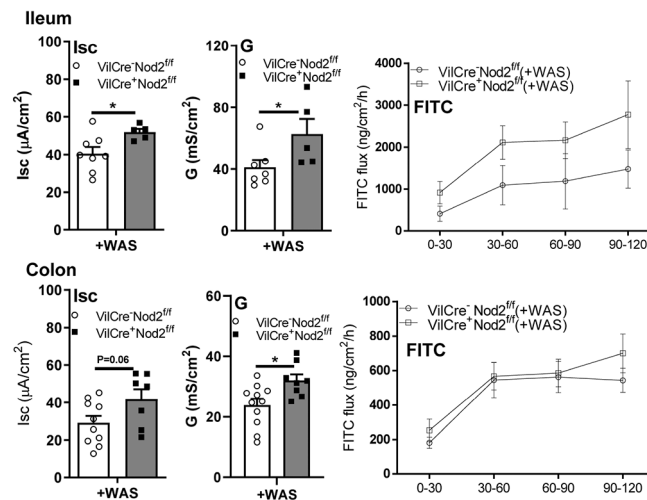 Ileum
Isc
VilCre⁻Nod2f/f
VilCre⁺Nod2f/f
Isc (µA/cm²)
100
80
60
40
20
0
*
+WAS
G
VilCre⁻Nod2f/f
VilCre⁺Nod2f/f
G (mS/cm²)
120
80
40
0
*
+WAS
VilCre⁻Nod2f/f(+WAS)
VilCre⁺Nod2f/f(+WAS)
FITC
FITC flux (ng/cm²/h)
4000
3000
2000
1000
0
0-30 30-60 60-90 90-120
Colon
Isc
VilCre⁻Nod2f/f
VilCre⁺Nod2f/f
Isc (µA/cm²)
100
80
60
40
20
0
P=0.06
+WAS
G
VilCre⁻Nod2f/f
VilCre⁺Nod2f/f
G (mS/cm²)
60
40
20
0
*
+WAS
VilCre⁻ Nod2f/f(+WAS)
VilCre⁺Nod2f/f(+WAS)
FITC
FITC flux (ng/cm²/h)
1000
800
600
400
200
0
0-30 30-60 60-90 90-120